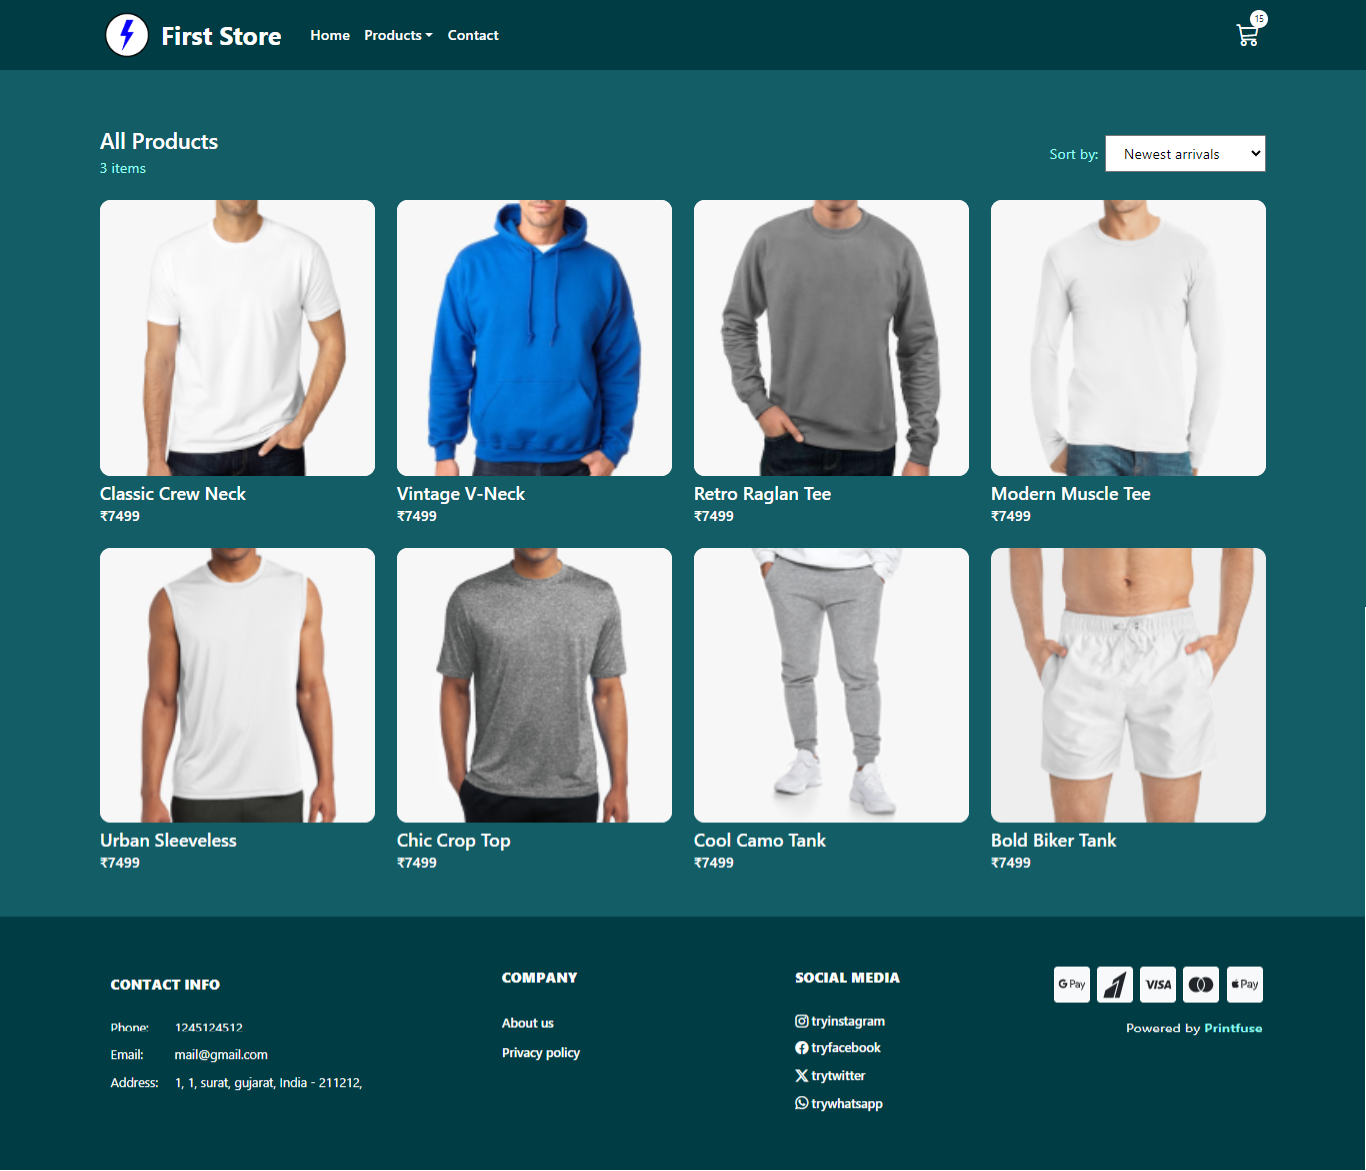 First Store
Home Products Contact
15
All Products
3 items
Sort by: Newest arrivals
Classic Crew Neck
₹7499
Vintage V-Neck
₹7499
Retro Raglan Tee
₹7499
Modern Muscle Tee
₹7499
Urban Sleeveless
₹7499
Chic Crop Top
₹7499
Cool Camo Tank
₹7499
Bold Biker Tank
₹7499
CONTACT INFO
Phone: 1245124512
Email: mail@gmail.com
Address: 1, 1, surat, gujarat, India - 211212,
COMPANY
About us
Privacy policy
SOCIAL MEDIA
tryinstagram
tryfacebook
trytwitter
trywhatsapp
G Pay
VISA
Pay
Powered by Printfuse